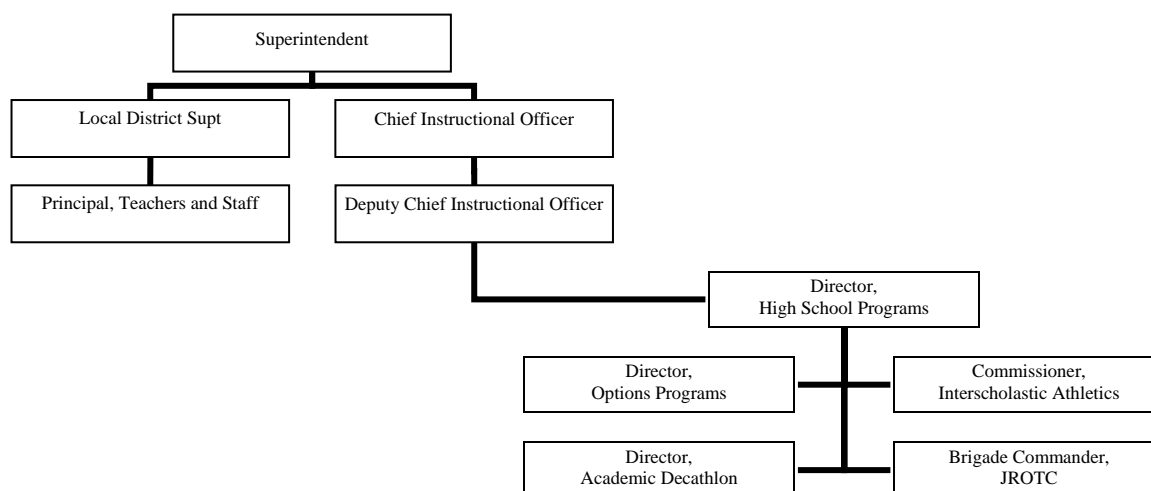 Superintendent
Local District Supt
Chief Instructional Officer
Principal, Teachers and Staff
Deputy Chief Instructional Officer
Director,
High School Programs
Director,
Options Programs
Commissioner,
Interscholastic Athletics
Director,
Academic Decathlon
Brigade Commander,
JROTC